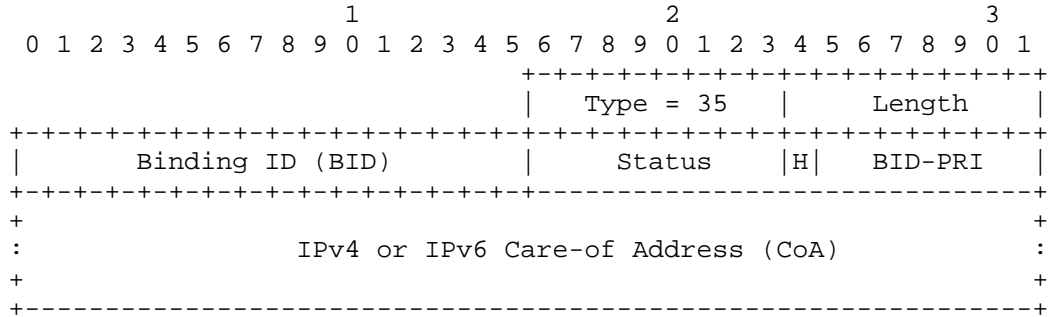 1                   2                   3
 0 1 2 3 4 5 6 7 8 9 0 1 2 3 4 5 6 7 8 9 0 1 2 3 4 5 6 7 8 9 0 1
                                +-+-+-+-+-+-+-+-+-+-+-+-+-+-+-+-+
                                |   Type = 35   |     Length    |
+-+-+-+-+-+-+-+-+-+-+-+-+-+-+-+-+-+-+-+-+-+-+-+-+-+-+-+-+-+-+-+-+
|       Binding ID (BID)        |     Status    |H|   BID-PRI   |
+-+-+-+-+-+-+-+-+-+-+-+-+-+-+-+-+-------------------------------+
+                                                               +
:                 IPv4 or IPv6 Care-of Address (CoA)            :
+                                                               +
+---------------------------------------------------------------+